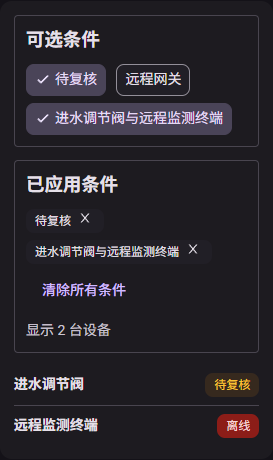 可选条件
待复核 远程网关
进水调节阀与远程监测终端
已应用条件
待复核 X
进水调节阀与远程监测终端 X
清除所有条件
显示 2 台设备
进水调节阀 待复核
远程监测终端 离线